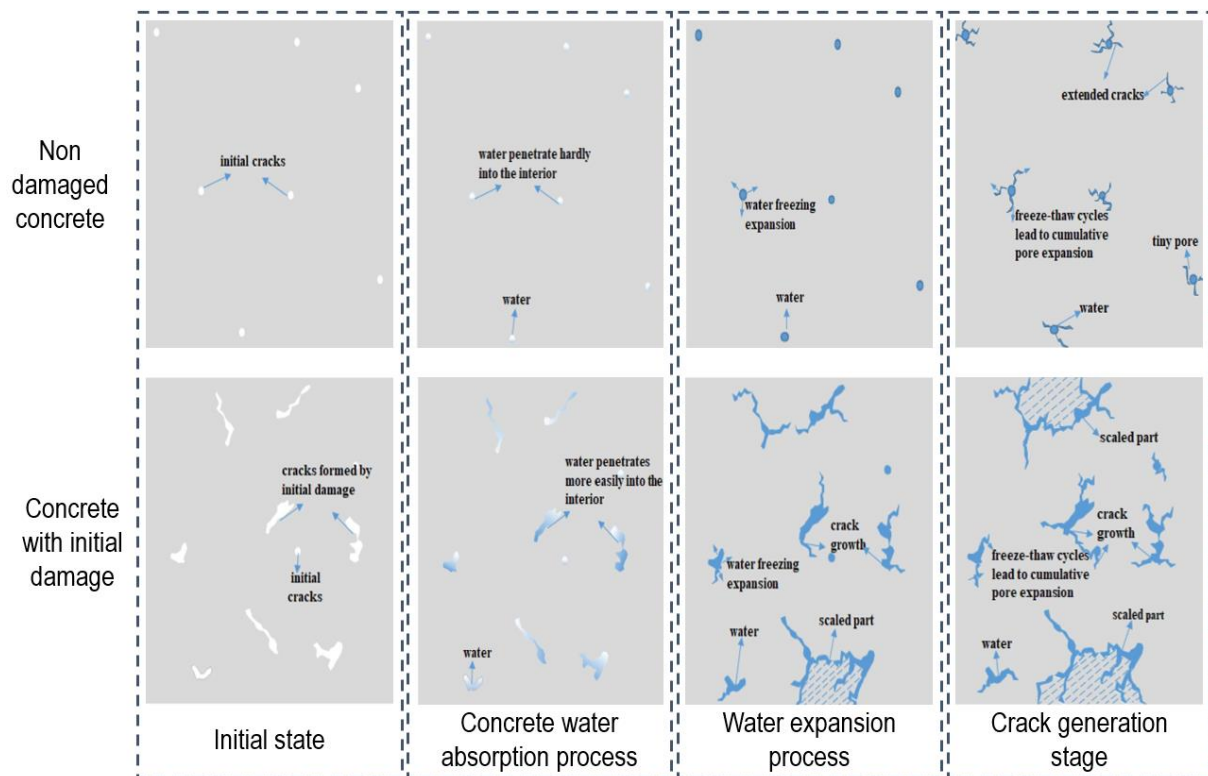 Non
damaged
concrete
initial cracks
water penetrate hardly
into the interior
water
water freezing
expansion
water
extended cracks
freeze-thaw cycles
lead to cumulative
pore expansion
tiny pore
water
Concrete
with initial
damage
cracks formed by
initial damage
initial
cracks
water penetrates
more easily into the
interior
water
crack
growth
water freezing
expansion
water
scaled part
scaled part
crack
growth
freeze-thaw cycles
lead to cumulative
pore expansion
water
scaled part
Initial state
Concrete water
absorption process
Water expansion
process
Crack generation
stage